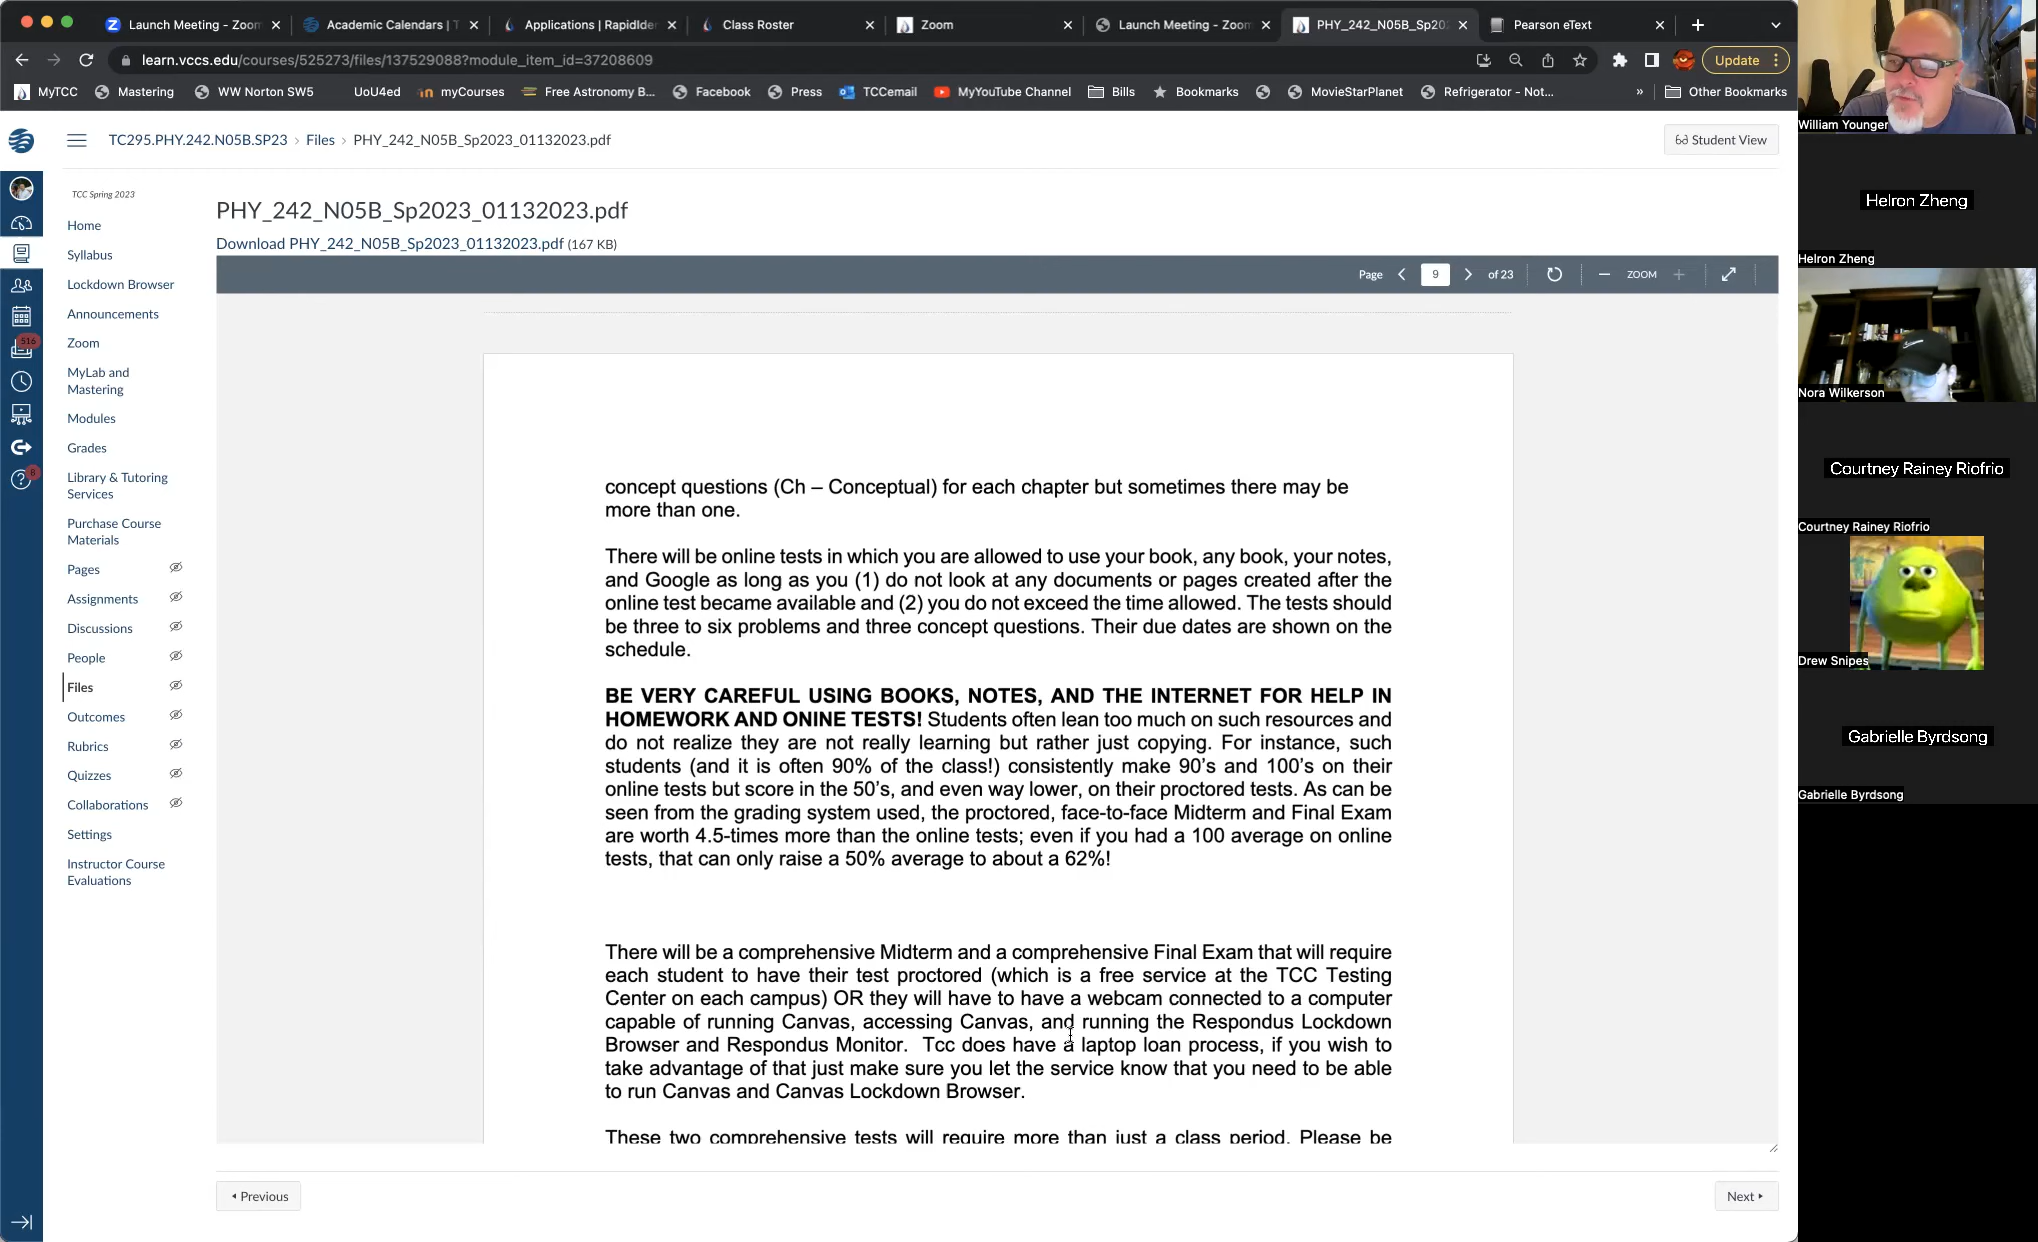 Launch Meeting - Zoom
Academic Calendars | T
Applications | RapidIde
Class Roster
Zoom
Launch Meeting - Zoom
PHY_242_N05B_Sp20
Pearson eText
learn.vccs.edu/courses/525273/files/137529088?module_item_id=37208609
Update
MyTCC
Mastering
WW Norton SW5
UoU4ed
myCourses
Free Astronomy B...
Facebook
Press
TCCemail
MyYouTube Channel
Bills
Bookmarks
MovieStarPlanet
Refrigerator - Not...
»
Other Bookmarks
TC295.PHY.242.N05B.SP23 › Files › PHY_242_N05B_Sp2023_01132023.pdf
Student View
TCC Spring 2023
Home
Syllabus
Lockdown Browser
Announcements
Zoom
MyLab and
Mastering
Modules
Grades
Library & Tutoring
Services
Purchase Course
Materials
Pages
Assignments
Discussions
People
Files
Outcomes
Rubrics
Quizzes
Collaborations
Settings
Instructor Course
Evaluations
516
8
PHY_242_N05B_Sp2023_01132023.pdf
Download PHY_242_N05B_Sp2023_01132023.pdf (167 KB)
Page 9 of 23 ZOOM
concept questions (Ch – Conceptual) for each chapter but sometimes there may be
more than one.
There will be online tests in which you are allowed to use your book, any book, your notes,
and Google as long as you (1) do not look at any documents or pages created after the
online test became available and (2) you do not exceed the time allowed. The tests should
be three to six problems and three concept questions. Their due dates are shown on the
schedule.
BE VERY CAREFUL USING BOOKS, NOTES, AND THE INTERNET FOR HELP IN
HOMEWORK AND ONINE TESTS! Students often lean too much on such resources and
do not realize they are not really learning but rather just copying. For instance, such
students (and it is often 90% of the class!) consistently make 90's and 100's on their
online tests but score in the 50's, and even way lower, on their proctored tests. As can be
seen from the grading system used, the proctored, face-to-face Midterm and Final Exam
are worth 4.5-times more than the online tests; even if you had a 100 average on online
tests, that can only raise a 50% average to about a 62%!
There will be a comprehensive Midterm and a comprehensive Final Exam that will require
each student to have their test proctored (which is a free service at the TCC Testing
Center on each campus) OR they will have to have a webcam connected to a computer
capable of running Canvas, accessing Canvas, and running the Respondus Lockdown
Browser and Respondus Monitor. Tcc does have a laptop loan process, if you wish to
take advantage of that just make sure you let the service know that you need to be able
to run Canvas and Canvas Lockdown Browser.
These two comprehensive tests will require more than just a class period. Please be
Previous
Next
William Younger
Helron Zheng
Helron Zheng
Nora Wilkerson
Courtney Rainey Riofrio
Courtney Rainey Riofrio
Drew Snipes
Gabrielle Byrdsong
Gabrielle Byrdsong